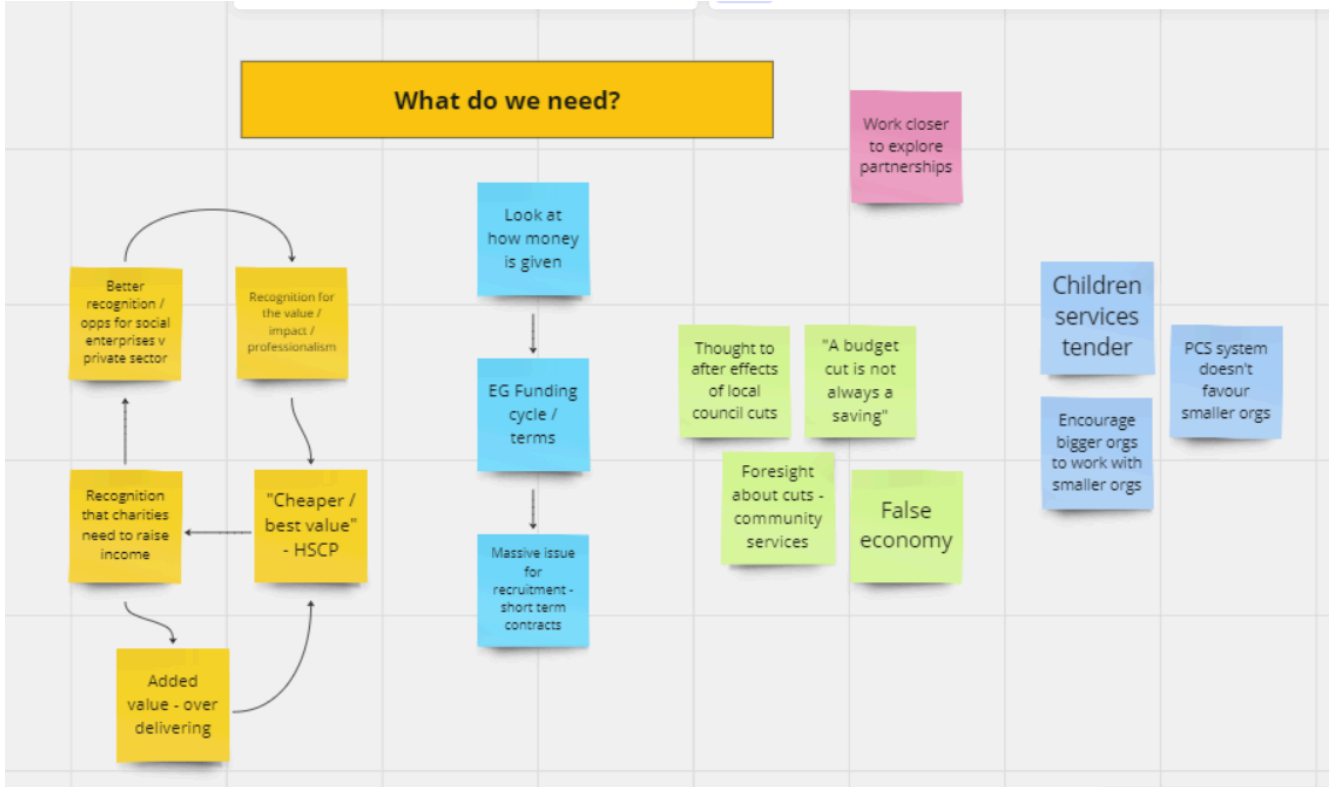 What do we need?
Work closer
to explore
partnerships
Look at
how money
is given
Better
recognition /
opps for social
enterprises v
private sector
Recognition for
the value /
impact /
professionalism
EG Funding
cycle /
terms
Recognition
that charities
need to raise
income
"Cheaper /
best value"
- HSCP
Massive issue
for
recruitment -
short term
contracts
Added
value - over
delivering
Thought to
after effects
of local
council cuts
"A budget
cut is not
always a
saving"
Foresight
about cuts -
community
services
False
economy
Children
services
tender
PCS system
doesn't
favour
smaller orgs
Encourage
bigger orgs
to work with
smaller orgs